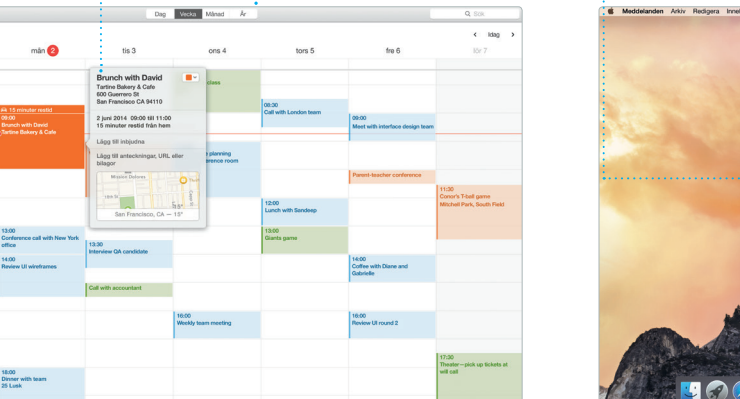 Dag Vecka Månad År
Sök
Idag
mån 2
tis 3
ons 4
tors 5
fre 6
lör 7
15 minuter restid
09:00
Brunch with David
Tartine Bakery & Cafe
Brunch with David
Tartine Bakery & Cafe
600 Guerrero St
San Francisco CA 94110
2 juni 2014 09:00 till 11:00
15 minuter restid från hem
Lägg till inbjudna
Lägg till anteckningar, URL eller
bilagor
Mission Dolores
San Francisco, CA — 15°
class
planning
08:30
Call with London team
09:00
Meet with interface design team
Parent-teacher conference
11:30
Conor's T-ball game
Mitchell Park, South Field
12:00
Lunch with Sandeep
13:00
Giants game
13:00
Conference call with New York
office
13:30
Interview QA candidate
14:00
Review UI wireframes
14:00
Coffee with Diane and
Gabrielle
Call with accountant
16:00
Weekly team meeting
16:00
Review UI round 2
17:30
Theater—pick up tickets at
will call
18:00
Dinner with team
25 Lusk
Meddelanden Arkiv Redigera